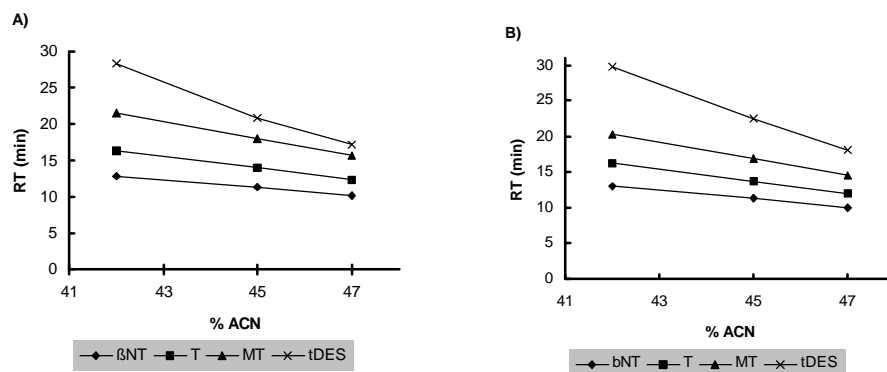 A)
30
25
20
15
10
5
0
RT (min)
41 43 45 47
% ACN
ßNT T MT tDES
B)
30
25
20
15
10
5
0
RT (min)
41 43 45 47
% ACN
bNT T MT tDES